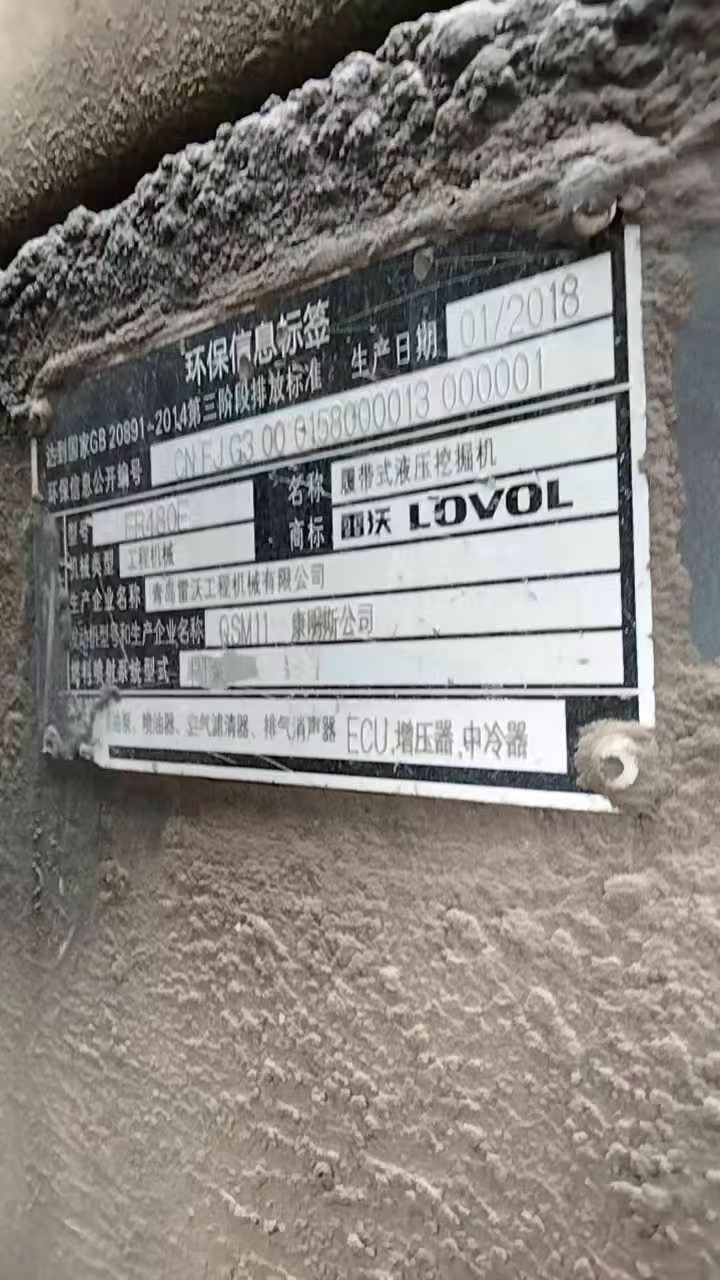 环保信息标签
达到国家GB 20891-2014第三阶段排放标准 生产日期 01/2018
环保信息公开编号 CN FJ G3 00 0158000013 000001
型号 FR480E 名称 履带式液压挖掘机
机械类型 工程机械 商标 雷沃 LOVOL
生产企业名称 青岛雷沃工程机械有限公司
发动机型号和生产企业名称 QSM11 康明斯公司
燃料喷射系统型式
油泵、喷油器、空气滤清器、排气消声器 ECU,增压器,中冷器